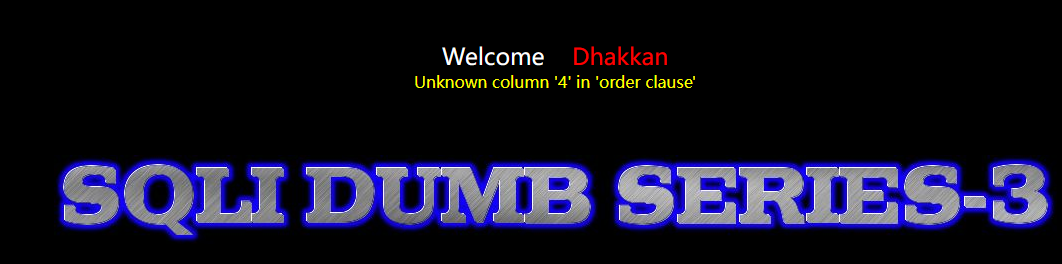 Welcome Dhakkan
Unknown column '4' in 'order clause'
SQLI DUMB SERIES-3